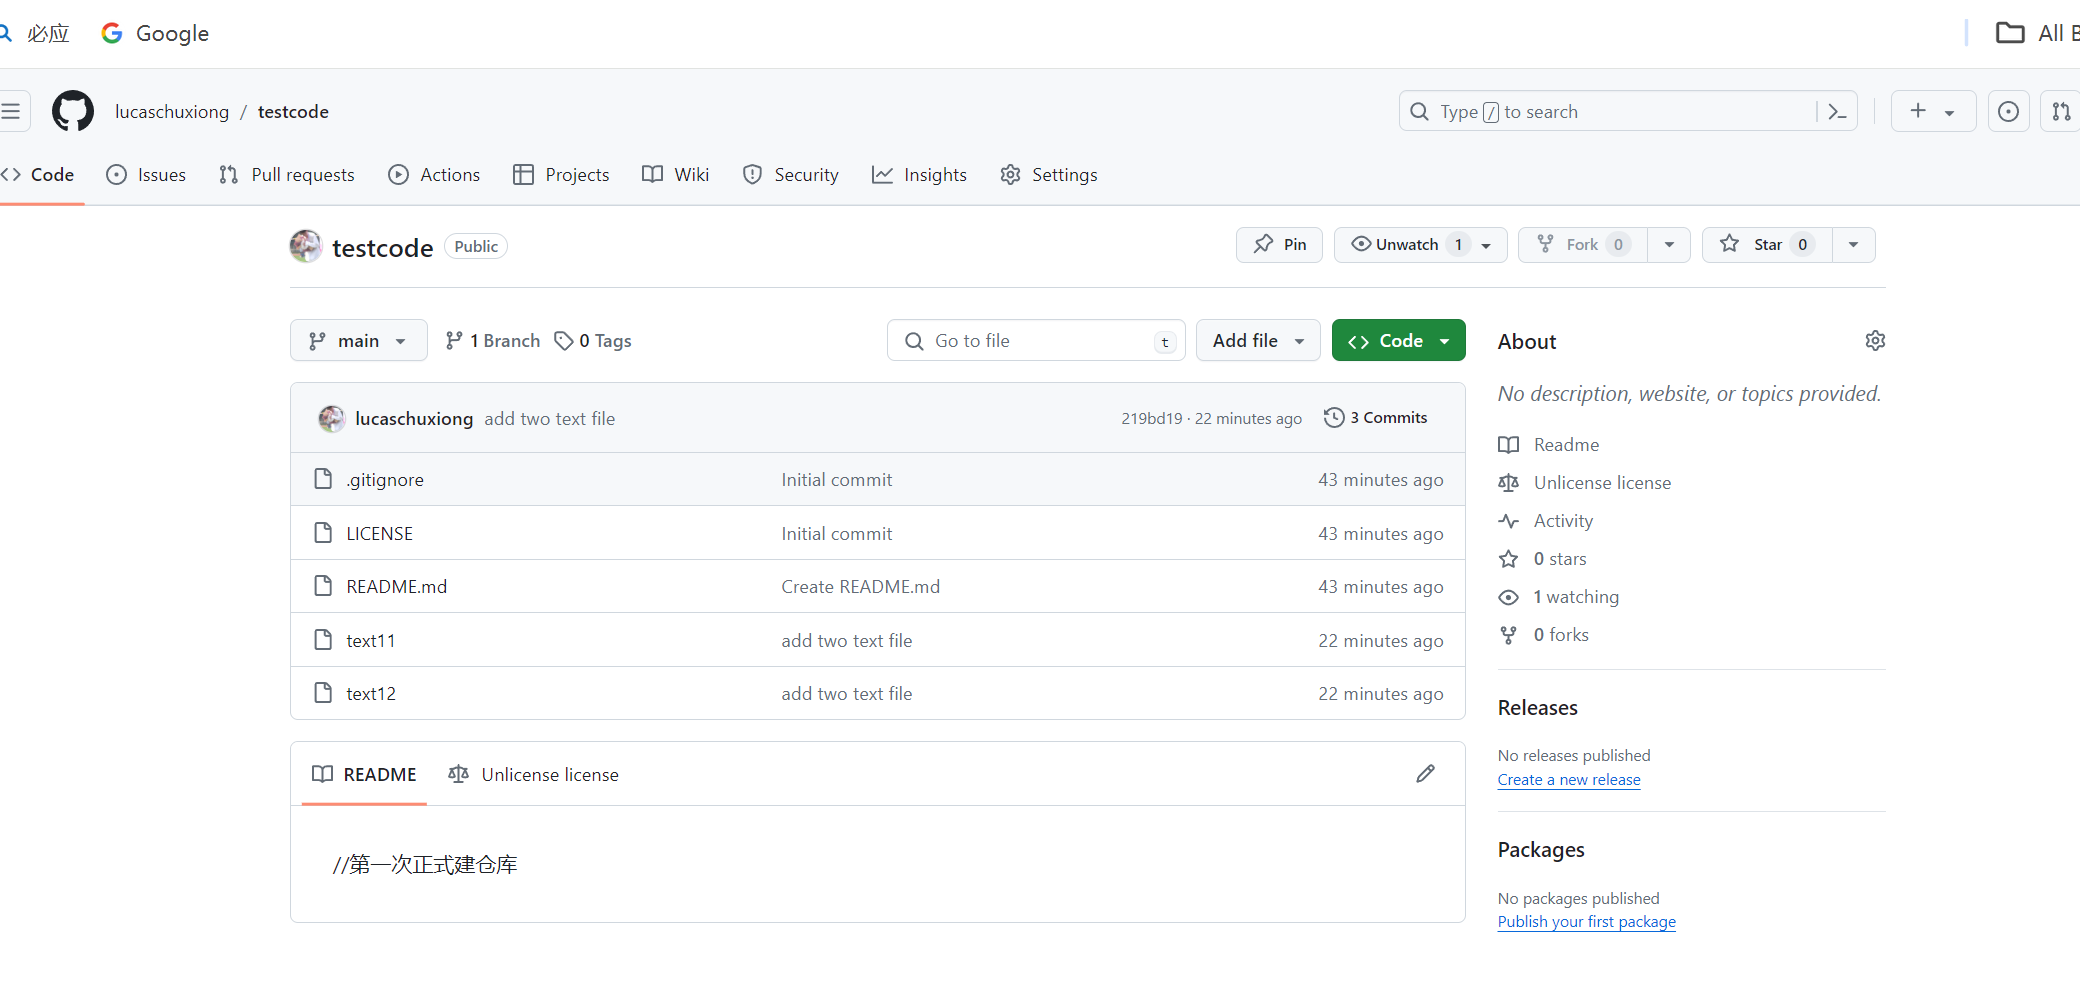 必应 Google All B
lucaschuxiong / testcode Type / to search
Code Issues Pull requests Actions Projects Wiki Security Insights Settings
testcode Public Pin Unwatch 1 Fork 0 Star 0
main 1 Branch 0 Tags Go to file t Add file Code
lucaschuxiong add two text file 219bd19 · 22 minutes ago 3 Commits
.gitignore Initial commit 43 minutes ago
LICENSE Initial commit 43 minutes ago
README.md Create README.md 43 minutes ago
text11 add two text file 22 minutes ago
text12 add two text file 22 minutes ago
README Unlicense license
//第一次正式建仓库
About
No description, website, or topics provided.
Readme
Unlicense license
Activity
0 stars
1 watching
0 forks
Releases
No releases published
Create a new release
Packages
No packages published
Publish your first package